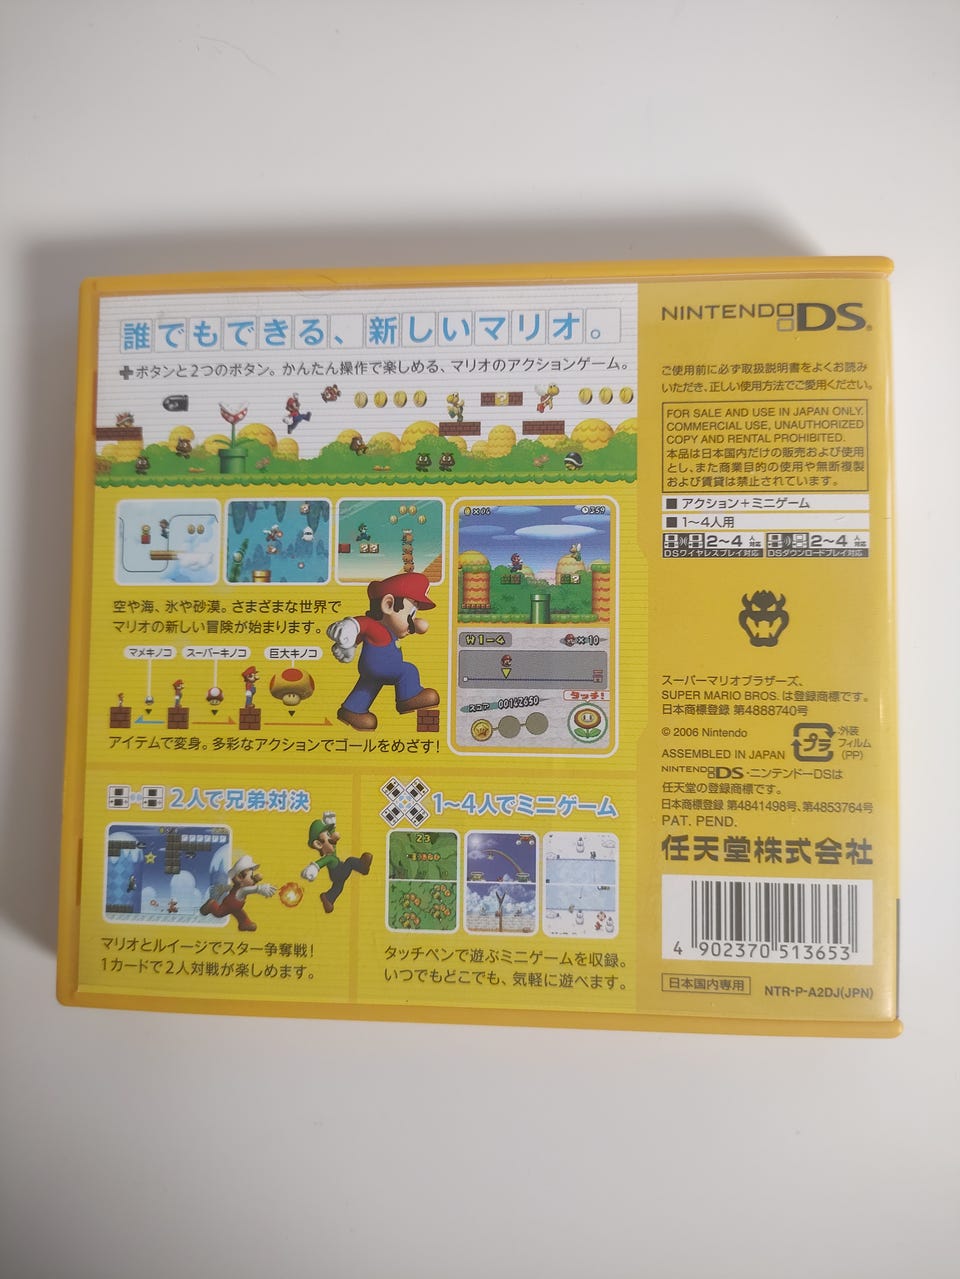 誰でもできる、新しいマリオ。
✚ボタンと2つのボタン。かんたん操作で楽しめる、マリオのアクションゲーム。
空や海、氷や砂漠。さまざまな世界で
マリオの新しい冒険が始まります。
マメキノコ
スーパーキノコ
巨大キノコ
アイテムで変身。多彩なアクションでゴールをめざす!
259
W1-4
×10
タッチ!
スコア 00142650
2人で兄弟対決
マリオとルイージでスター争奪戦!
1カードで2人対戦が楽しめます。
1〜4人でミニゲーム
23
タッチペンで遊ぶミニゲームを収録。
いつでもどこでも、気軽に遊べます。
NINTENDO DS®
ご使用前に必ず取扱説明書をよくお読み
いただき、正しい使用方法でご愛用ください。
FOR SALE AND USE IN JAPAN ONLY.
COMMERCIAL USE, UNAUTHORIZED
COPY AND RENTAL PROHIBITED.
本品は日本国内だけの販売および使用
とし、また商業目的の使用や無断複製
および賃貸は禁止されています。
■ アクション+ミニゲーム
■ 1〜4人用
2〜4人対応
DSワイヤレスプレイ対応
2〜4人対応
DSダウンロードプレイ対応
スーパーマリオブラザーズ、
SUPER MARIO BROS. は登録商標です。
日本商標登録 第4888740号
© 2006 Nintendo
ASSEMBLED IN JAPAN
プラ
外装
フィルム
(PP)
NINTENDO DS・ニンテンドーDSは
任天堂の登録商標です。
日本商標登録 第4841498号、第4853764号
PAT. PEND.
任天堂株式会社
4 902370 513653
日本国内専用
NTR-P-A2DJ(JPN)